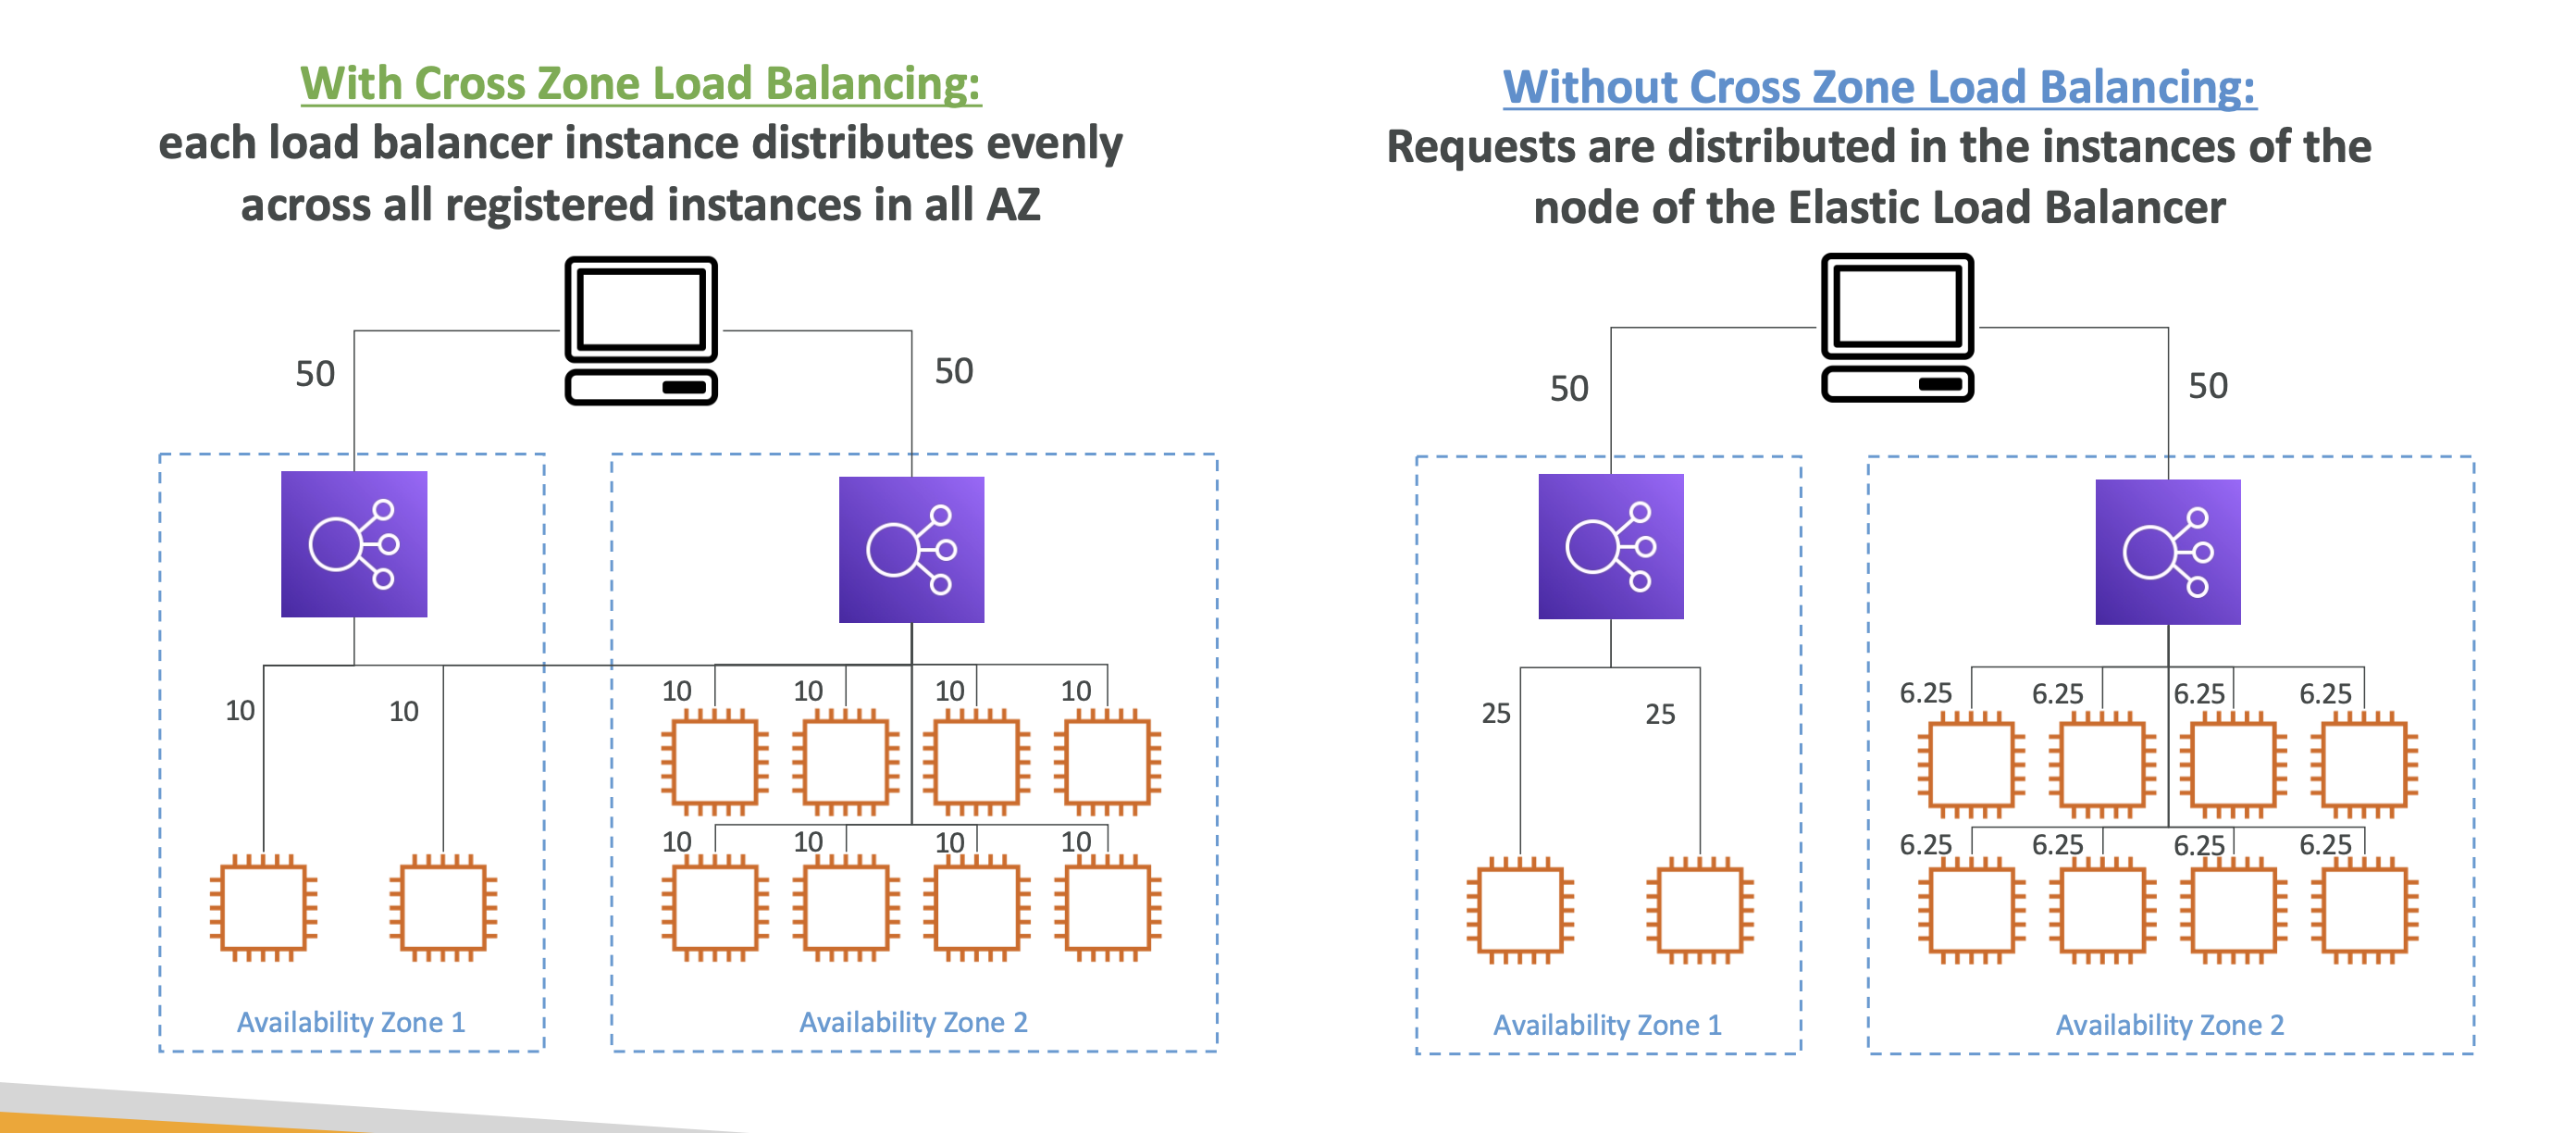 With Cross Zone Load Balancing:
each load balancer instance distributes evenly
across all registered instances in all AZ
50
50
10
10
10
10
10
10
10
10
10
10
Availability Zone 1
Availability Zone 2
Without Cross Zone Load Balancing:
Requests are distributed in the instances of the
node of the Elastic Load Balancer
50
50
25
25
6.25
6.25
6.25
6.25
6.25
6.25
6.25
6.25
Availability Zone 1
Availability Zone 2